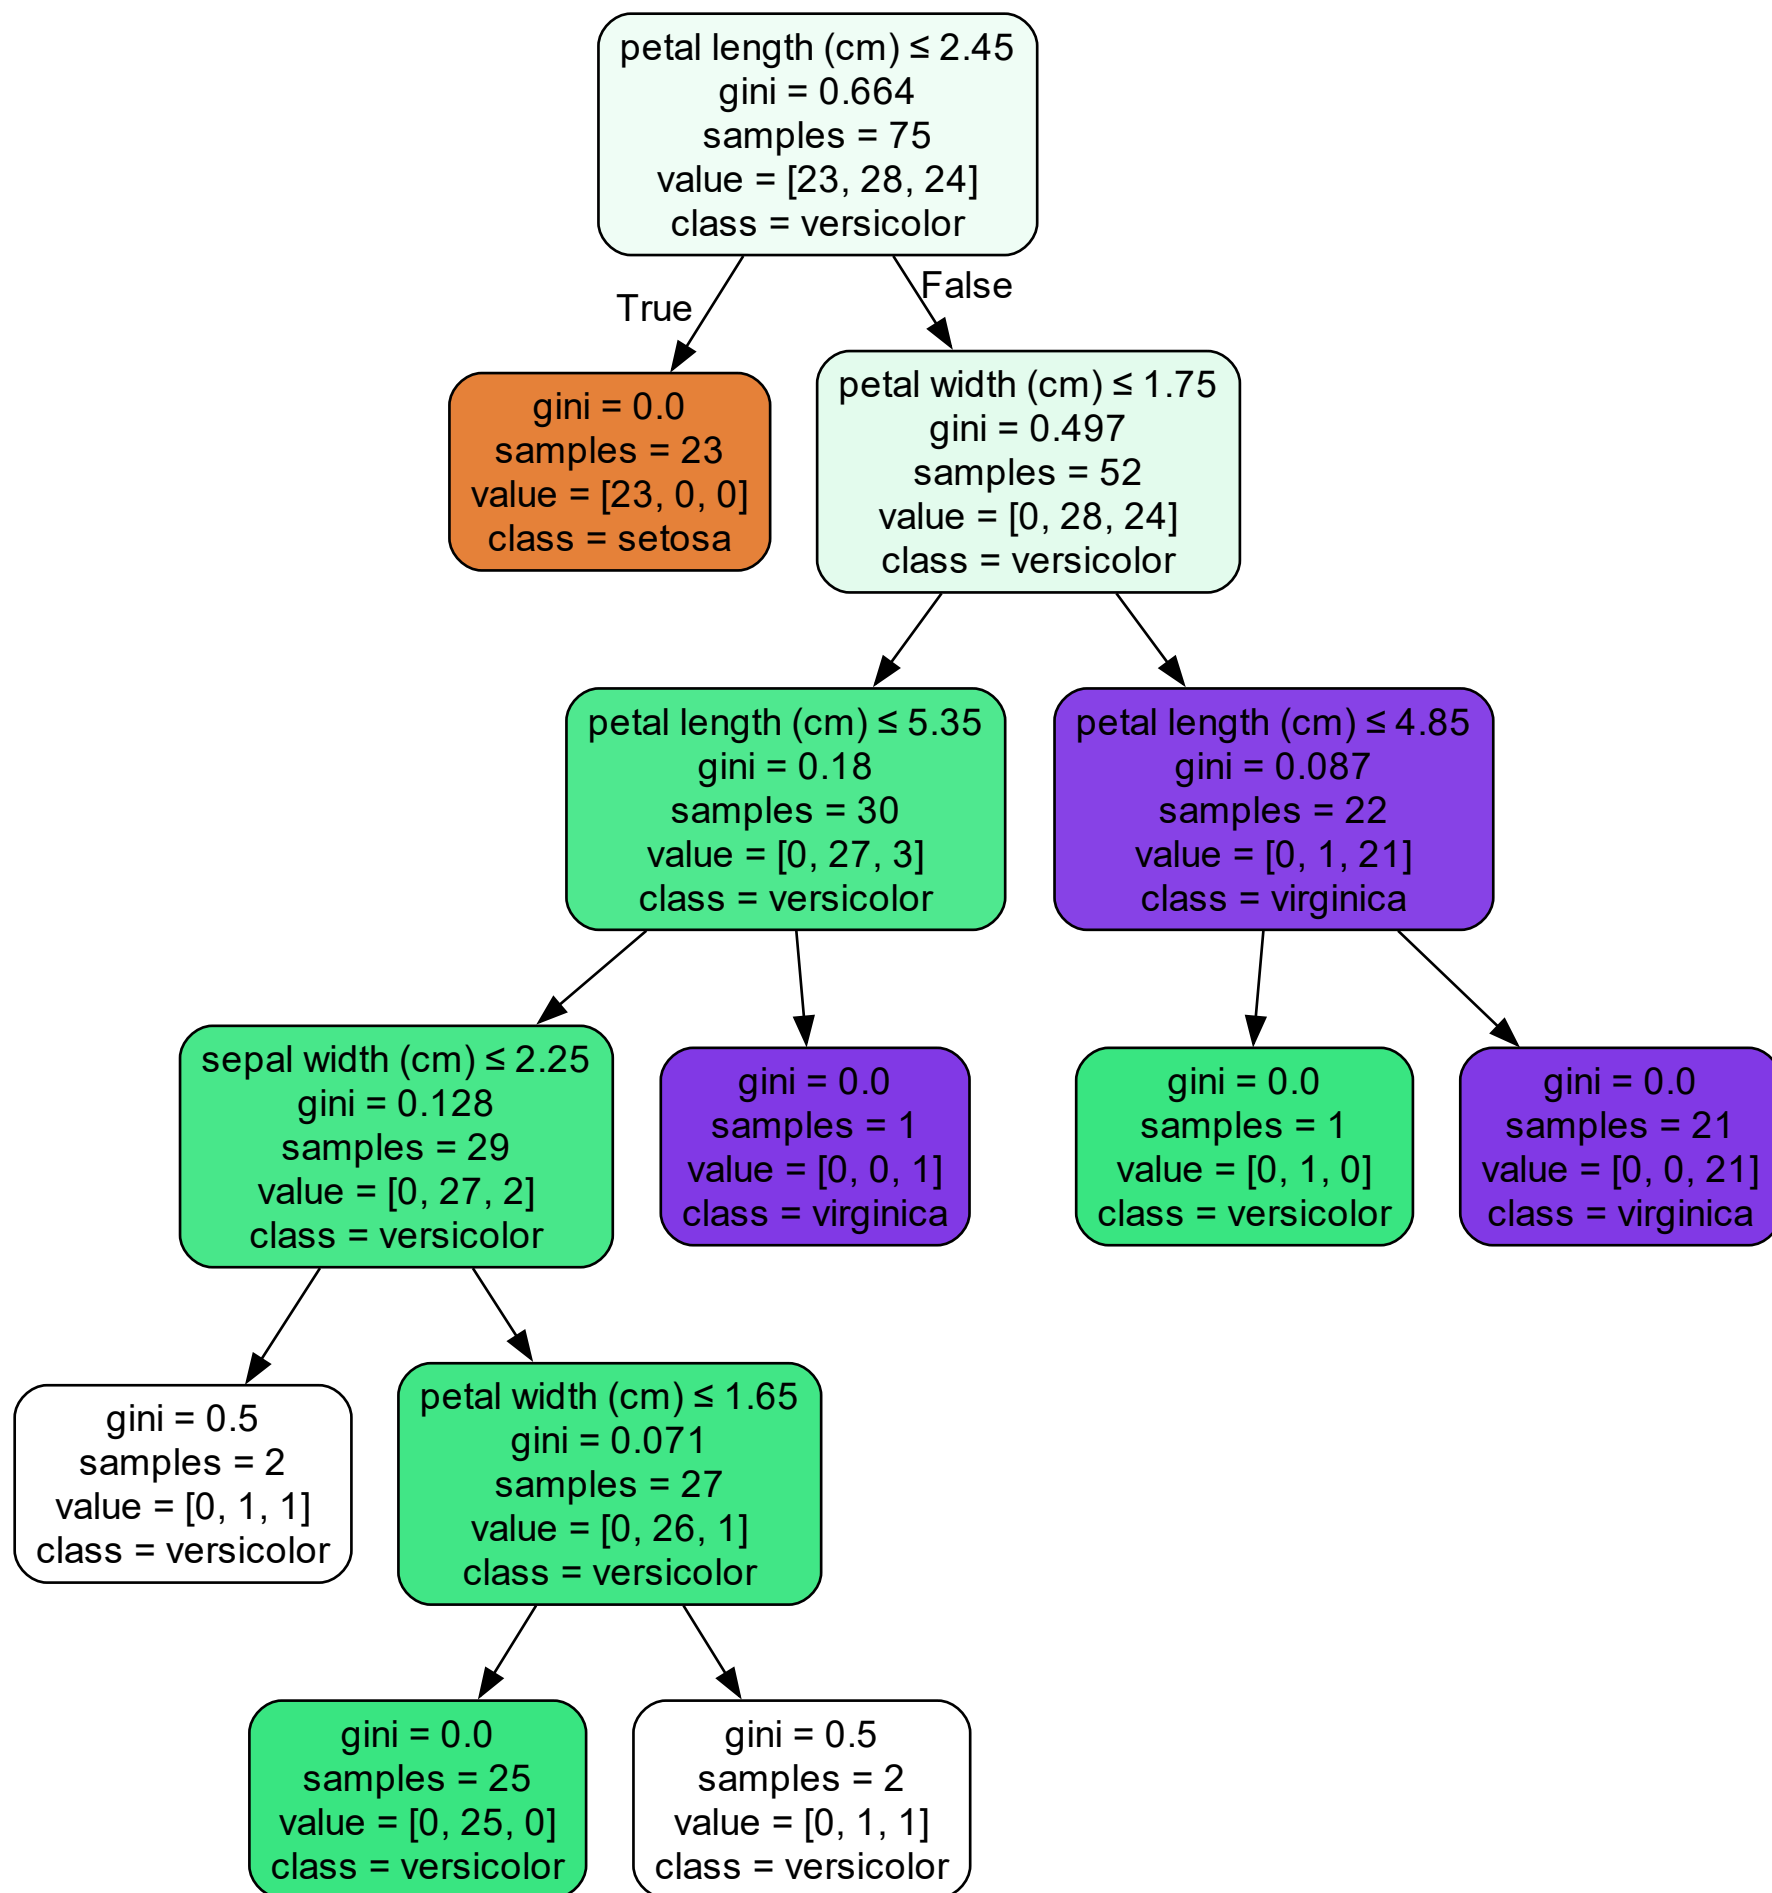 petal length (cm) ≤ 2.45
gini = 0.664
samples = 75
value = [23, 28, 24]
class = versicolor
True
False
gini = 0.0
samples = 23
value = [23, 0, 0]
class = setosa
petal width (cm) ≤ 1.75
gini = 0.497
samples = 52
value = [0, 28, 24]
class = versicolor
petal length (cm) ≤ 5.35
gini = 0.18
samples = 30
value = [0, 27, 3]
class = versicolor
petal length (cm) ≤ 4.85
gini = 0.087
samples = 22
value = [0, 1, 21]
class = virginica
sepal width (cm) ≤ 2.25
gini = 0.128
samples = 29
value = [0, 27, 2]
class = versicolor
gini = 0.0
samples = 1
value = [0, 0, 1]
class = virginica
gini = 0.0
samples = 1
value = [0, 1, 0]
class = versicolor
gini = 0.0
samples = 21
value = [0, 0, 21]
class = virginica
gini = 0.5
samples = 2
value = [0, 1, 1]
class = versicolor
petal width (cm) ≤ 1.65
gini = 0.071
samples = 27
value = [0, 26, 1]
class = versicolor
gini = 0.0
samples = 25
value = [0, 25, 0]
class = versicolor
gini = 0.5
samples = 2
value = [0, 1, 1]
class = versicolor